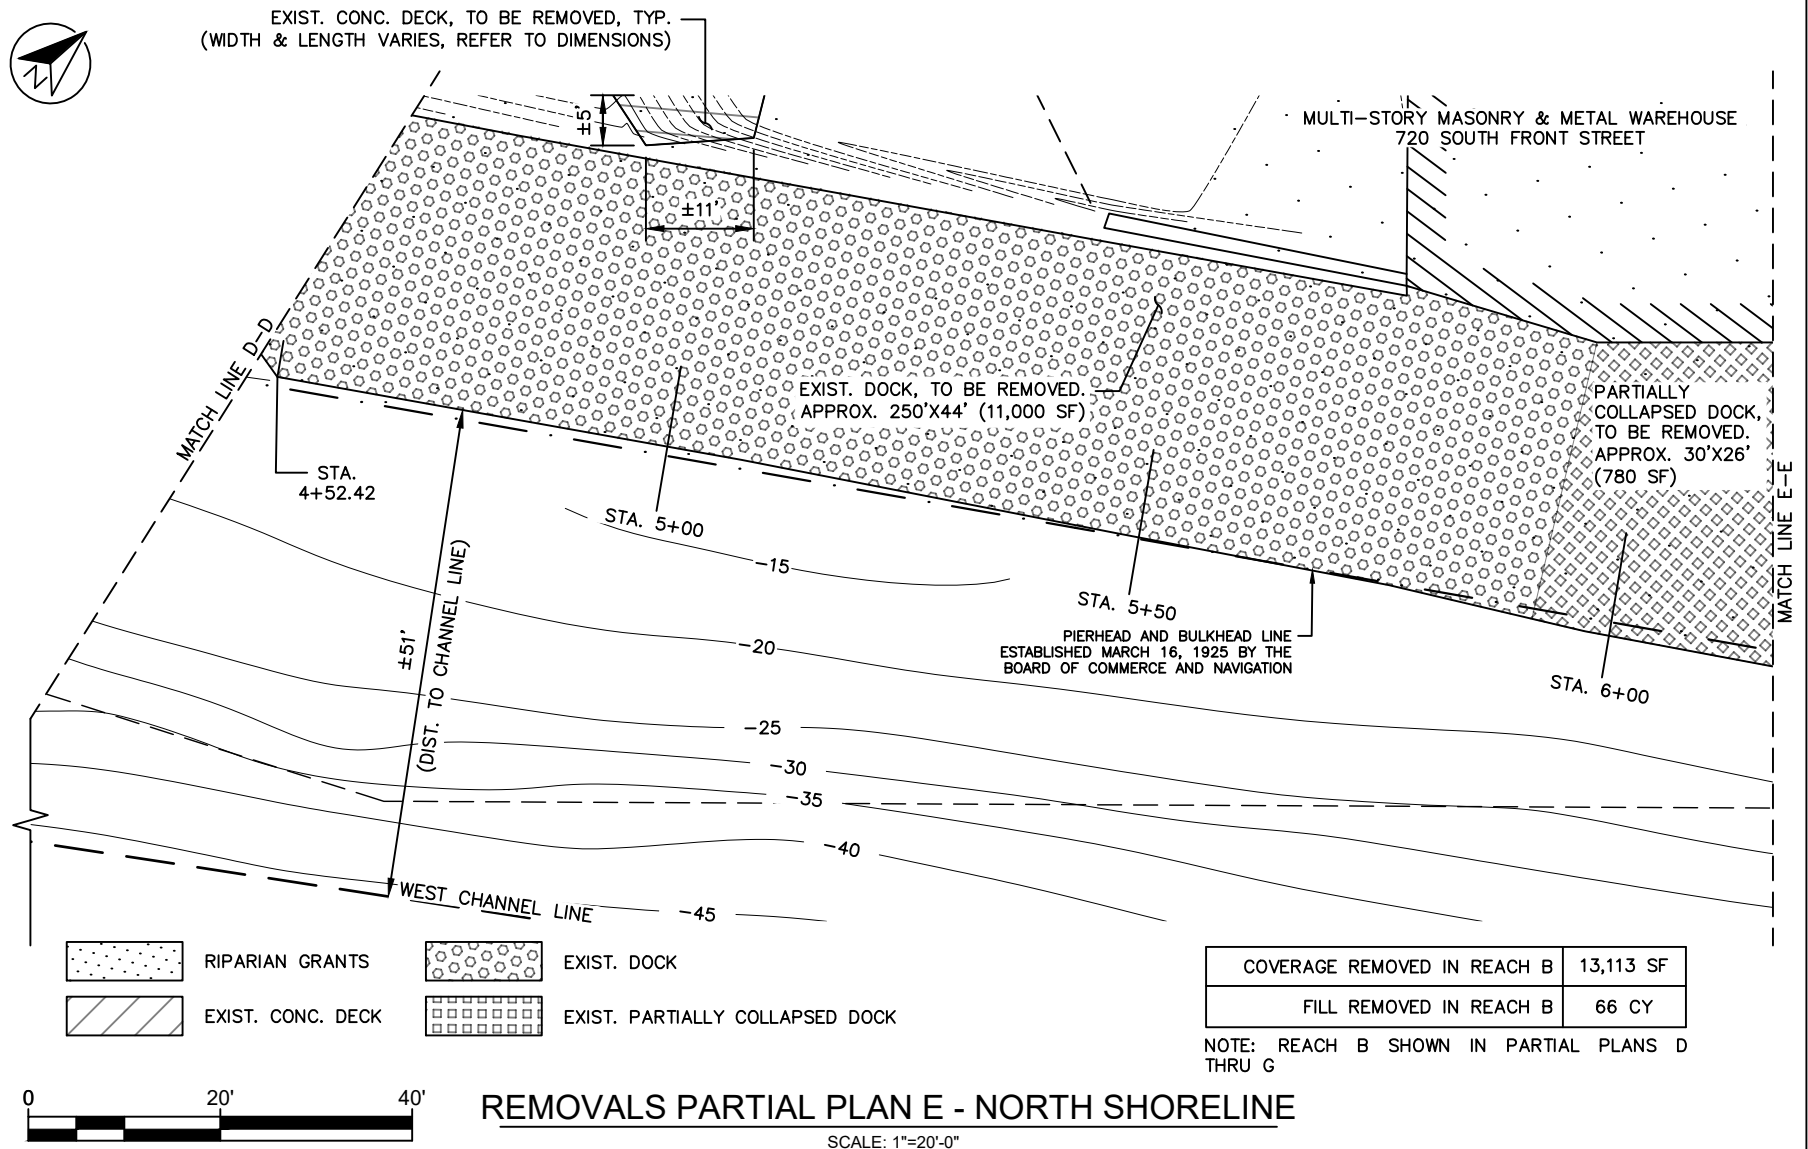 EXIST. CONC. DECK, TO BE REMOVED, TYP.
(WIDTH & LENGTH VARIES, REFER TO DIMENSIONS)
N
±5'
±11'
MULTI-STORY MASONRY & METAL WAREHOUSE
720 SOUTH FRONT STREET
MATCH LINE D-D
EXIST. DOCK, TO BE REMOVED.
APPROX. 250'X44' (11,000 SF)
PARTIALLY
COLLAPSED DOCK,
TO BE REMOVED.
APPROX. 30'X26'
(780 SF)
MATCH LINE E-E
STA.
4+52.42
STA. 5+00
STA. 5+50
STA. 6+00
PIERHEAD AND BULKHEAD LINE
ESTABLISHED MARCH 16, 1925 BY THE
BOARD OF COMMERCE AND NAVIGATION
±51'
(DIST. TO CHANNEL LINE)
-15
-20
-25
-30
-35
-40
-45
WEST CHANNEL LINE
RIPARIAN GRANTS
EXIST. DOCK
EXIST. CONC. DECK
EXIST. PARTIALLY COLLAPSED DOCK
COVERAGE REMOVED IN REACH B 13,113 SF
FILL REMOVED IN REACH B 66 CY
NOTE: REACH B SHOWN IN PARTIAL PLANS D
THRU G
0 20' 40'
REMOVALS PARTIAL PLAN E - NORTH SHORELINE
SCALE: 1"=20'-0"